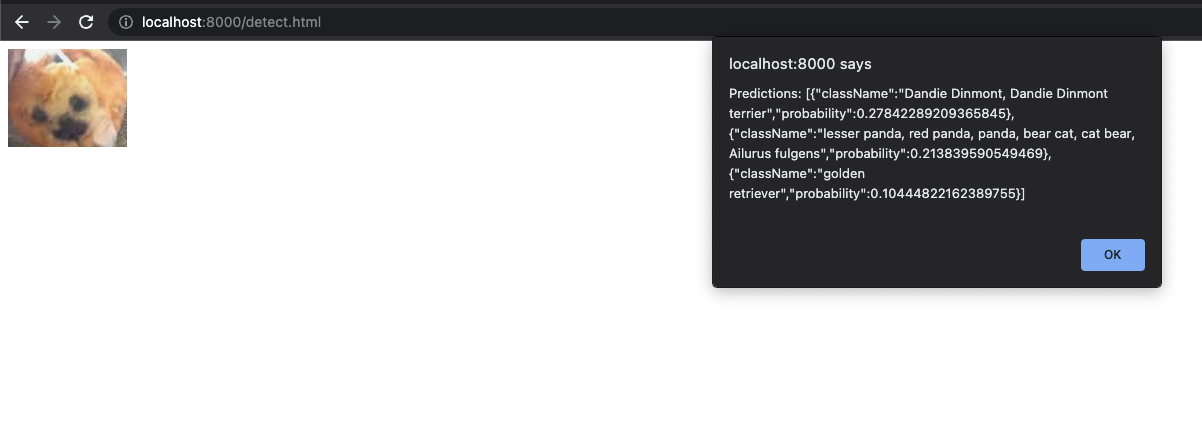 localhost:8000/detect.html
localhost:8000 says
Predictions: [{"className":"Dandie Dinmont, Dandie Dinmont
terrier","probability":0.27842289209365845},
{"className":"lesser panda, red panda, panda, bear cat, cat bear,
Ailurus fulgens","probability":0.213839590549469},
{"className":"golden
retriever","probability":0.10444822162389755}]
OK